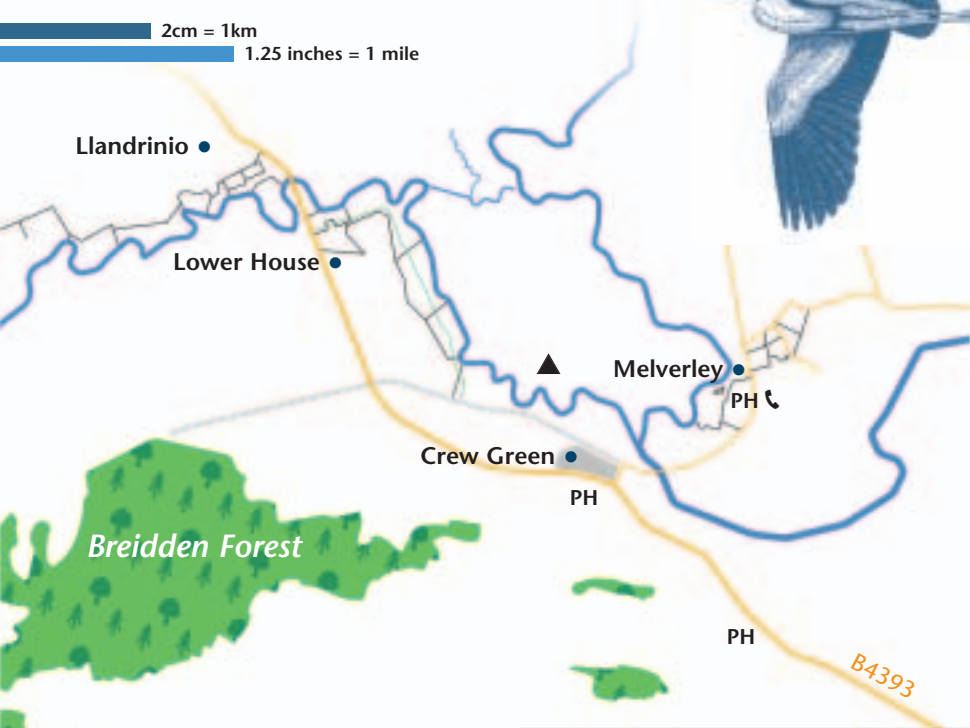 2cm = 1km
1.25 inches = 1 mile
Llandrinio
Lower House
Melverley
PH
Crew Green
PH
Breidden Forest
PH
B4393